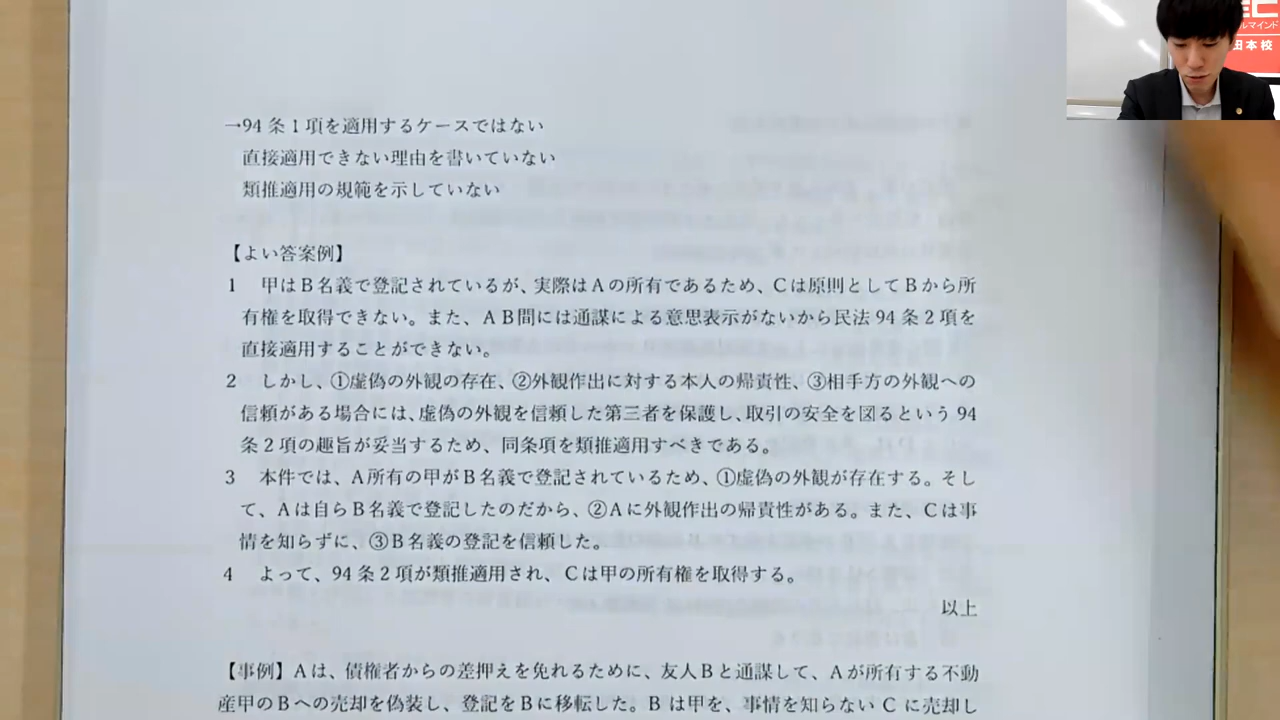 →94 条 1 項を適用するケースではない
直接適用できない理由を書いていない
類推適用の規範を示していない
【よい答案例】
1 甲はＢ名義で登記されているが、実際はＡの所有であるため、Ｃは原則としてＢから所
有権を取得できない。また、ＡＢ間には通謀による意思表示がないから民法 94 条 2 項を
直接適用することができない。
2 しかし、①虚偽の外観の存在、②外観作出に対する本人の帰責性、③相手方の外観への
信頼がある場合には、虚偽の外観を信頼した第三者を保護し、取引の安全を図るという 94
条 2 項の趣旨が妥当するため、同条項を類推適用すべきである。
3 本件では、Ａ所有の甲がＢ名義で登記されているため、①虚偽の外観が存在する。そし
て、Ａは自らＢ名義で登記したのだから、②Ａに外観作出の帰責性がある。また、Ｃは事
情を知らずに、③Ｂ名義の登記を信頼した。
4 よって、94 条 2 項が類推適用され、Ｃは甲の所有権を取得する。
以上
【事例】Ａは、債権者からの差押えを免れるために、友人Ｂと通謀して、Ａが所有する不動
産甲のＢへの売却を偽装し、登記をＢに移転した。Ｂは甲を、事情を知らない Ｃ に売却し
ルマインド
田本校